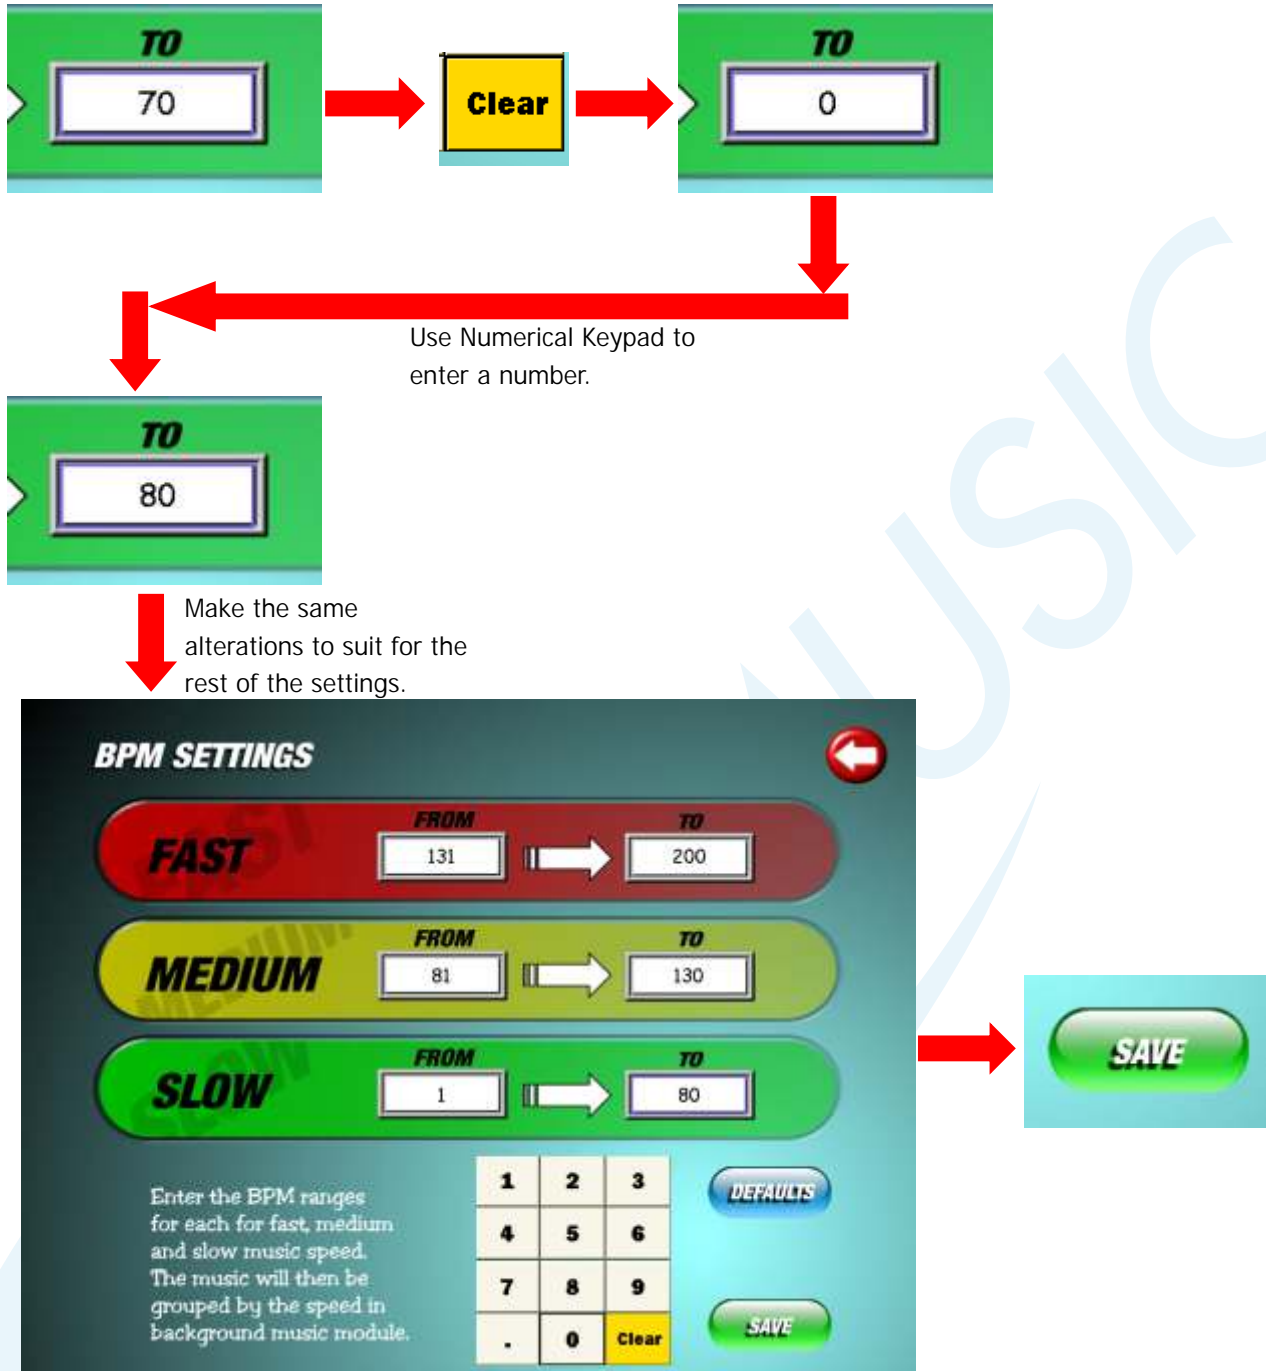 TO
70
Clear
TO
0
Use Numerical Keypad to
enter a number.
TO
80
Make the same
alterations to suit for the
rest of the settings.
BPM SETTINGS
FAST
FAST
FROM
TO
131
200
MEDIUM
MEDIUM
FROM
TO
81
130
SLOW
SLOW
FROM
TO
1
80
SAVE
Enter the BPM ranges
for each for fast, medium
and slow music speed.
The music will then be
grouped by the speed in
background music module.
1 2 3
4 5 6
7 8 9
. 0 Clear
DEFAULTS
SAVE
MUSIC